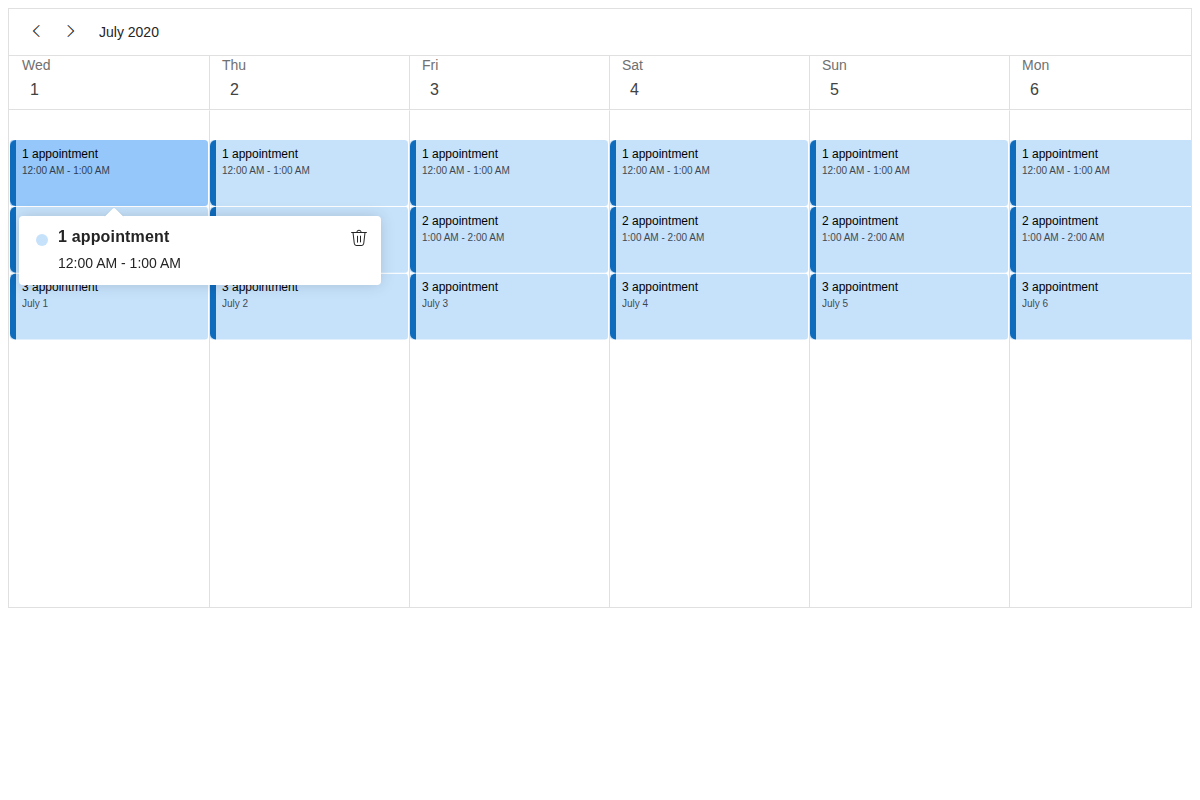 July 2020
Wed Thu Fri Sat Sun Mon
1 2 3 4 5 6
1 appointment 1 appointment 1 appointment 1 appointment 1 appointment 1 appointment
12:00 AM - 1:00 AM 12:00 AM - 1:00 AM 12:00 AM - 1:00 AM 12:00 AM - 1:00 AM 12:00 AM - 1:00 AM 12:00 AM - 1:00 AM
2 appointment 2 appointment 2 appointment 2 appointment
1:00 AM - 2:00 AM 1:00 AM - 2:00 AM 1:00 AM - 2:00 AM 1:00 AM - 2:00 AM
1 appointment
12:00 AM - 1:00 AM
3 appointment 3 appointment 3 appointment 3 appointment 3 appointment 3 appointment
July 1 July 2 July 3 July 4 July 5 July 6